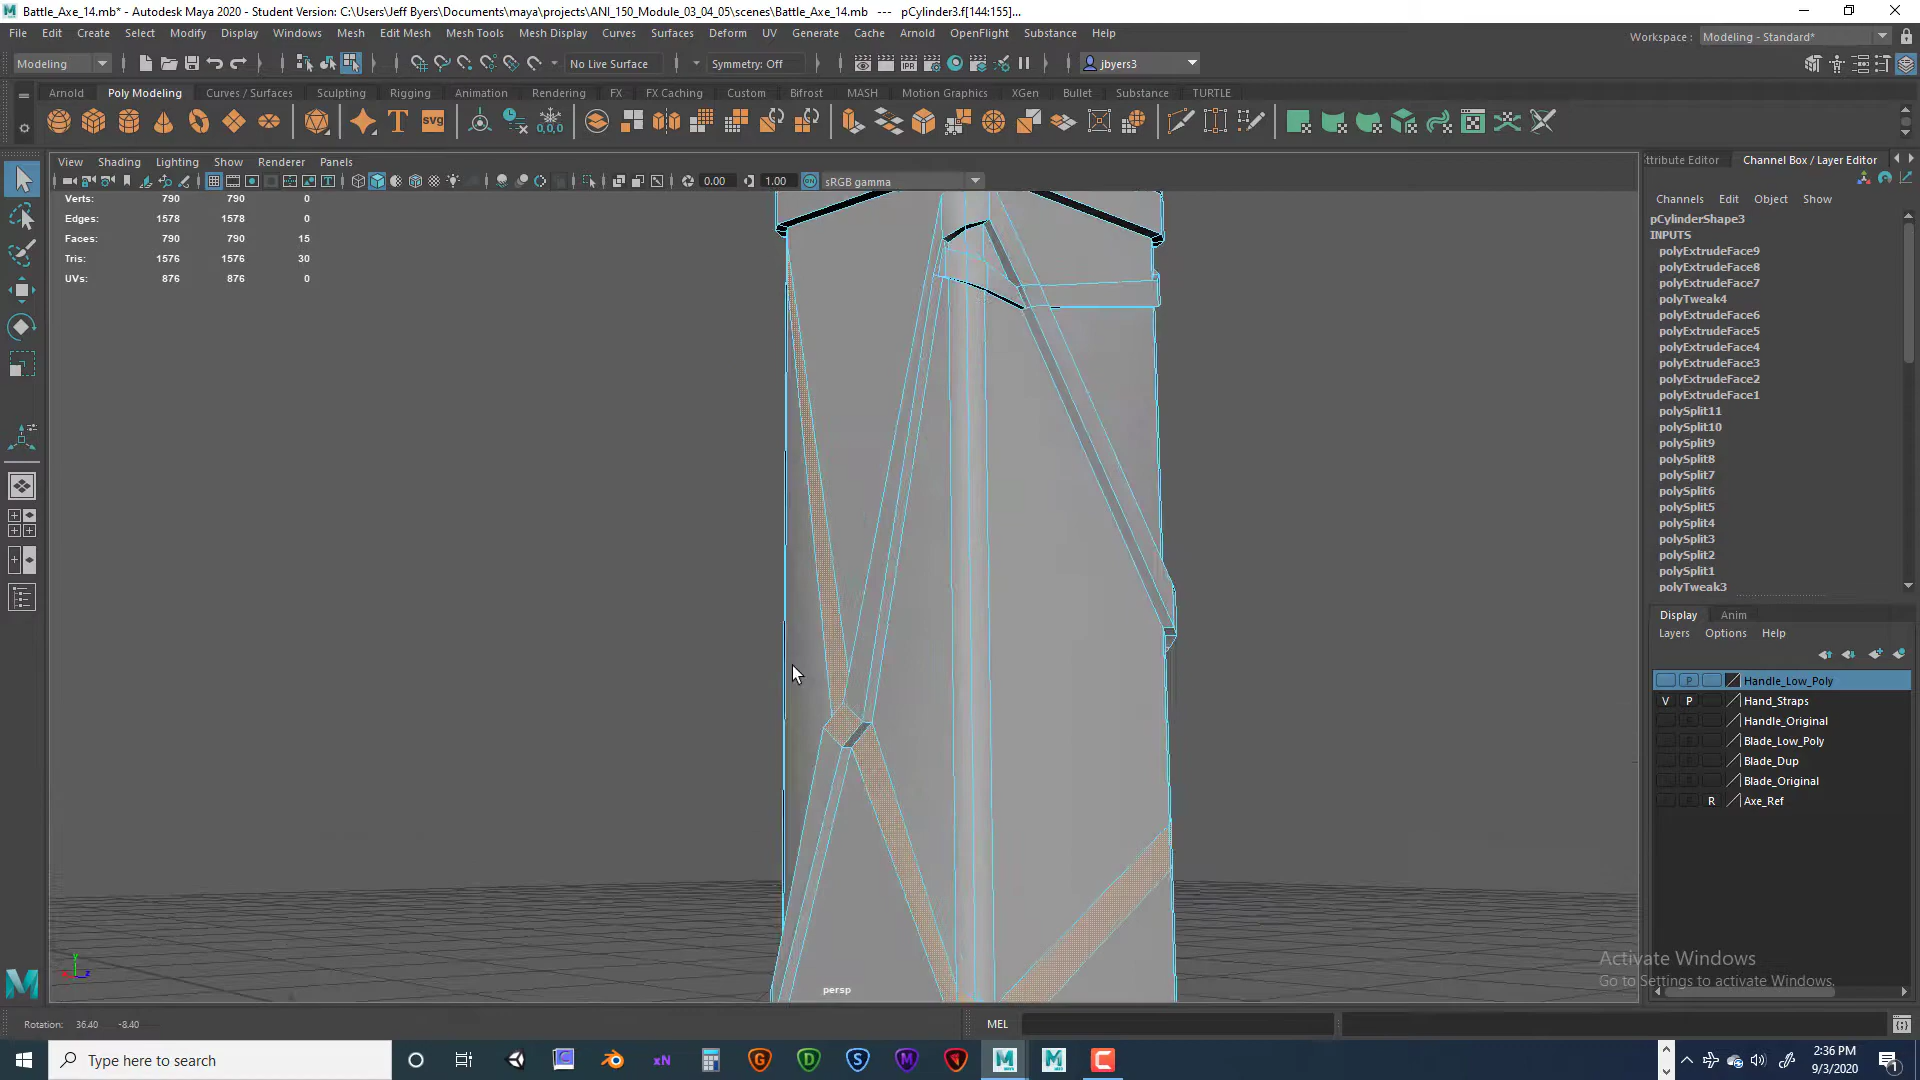 Battle_Axe_14.mb* - Autodesk Maya 2020 - Student Version: C:\Users\Jeff Byers\Documents\maya\projects\ANI_150_Module_03_04_05\scenes\Battle_Axe_14.mb --- pCylinder3.f[144:155]...
File Edit Create Select Modify Display Windows Mesh Edit Mesh Mesh Tools Mesh Display Curves Surfaces Deform UV Generate Cache Arnold OpenFlight Substance Help
Workspace : Modeling - Standard*
Modeling No Live Surface Symmetry: Off jbyers3
Arnold Poly Modeling Curves / Surfaces Sculpting Rigging Animation Rendering FX FX Caching Custom Bifrost MASH Motion Graphics XGen Bullet Substance TURTLE
View Shading Lighting Show Renderer Panels
0.00 1.00 ON sRGB gamma
Verts: 790 790 0
Edges: 1578 1578 0
Faces: 790 790 15
Tris: 1576 1576 30
UVs: 876 876 0
persp
ttribute Editor Channel Box / Layer Editor
Channels Edit Object Show
pCylinderShape3
INPUTS
polyExtrudeFace9
polyExtrudeFace8
polyExtrudeFace7
polyTweak4
polyExtrudeFace6
polyExtrudeFace5
polyExtrudeFace4
polyExtrudeFace3
polyExtrudeFace2
polyExtrudeFace1
polySplit11
polySplit10
polySplit9
polySplit8
polySplit7
polySplit6
polySplit5
polySplit4
polySplit3
polySplit2
polySplit1
polyTweak3
Display Anim
Layers Options Help
P Handle_Low_Poly
V P Hand_Straps
Handle_Original
Blade_Low_Poly
Blade_Dup
Blade_Original
R Axe_Ref
Activate Windows
Go to Settings to activate Windows.
Rotation: 36.40 -8.40
MEL
Type here to search
2:36 PM
9/3/2020